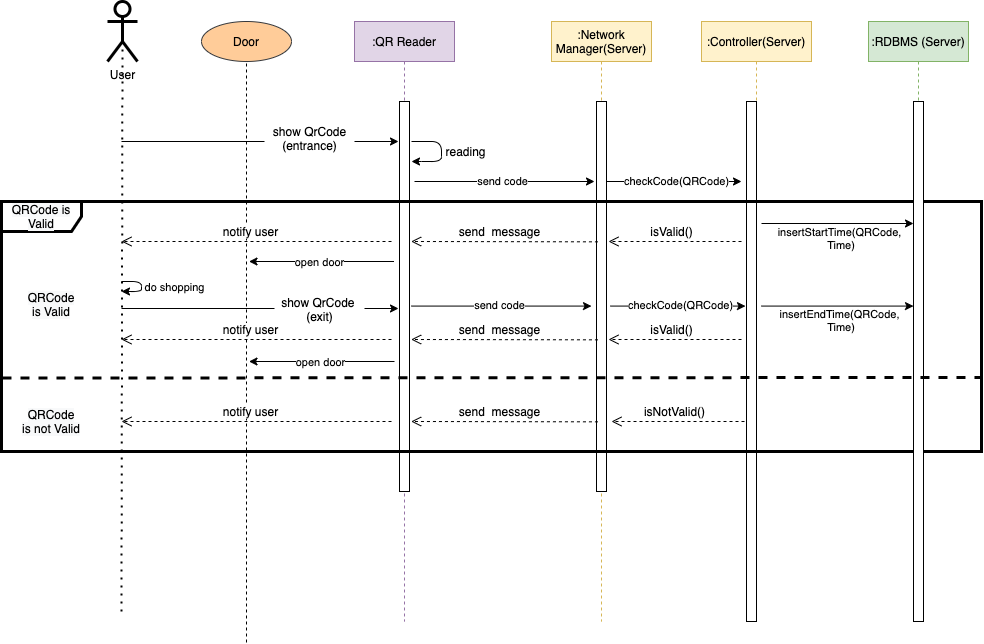 User
Door
:QR Reader
:Network
Manager(Server)
:Controller(Server)
:RDBMS (Server)
show QrCode
(entrance)
reading
send code
checkCode(QRCode)
QRCode is
Valid
notify user
send  message
isValid()
insertStartTime(QRCode,
Time)
open door
do shopping
QRCode
is Valid
show QrCode
(exit)
send code
checkCode(QRCode)
insertEndTime(QRCode,
Time)
notify user
send  message
isValid()
open door
QRCode
is not Valid
notify user
send  message
isNotValid()